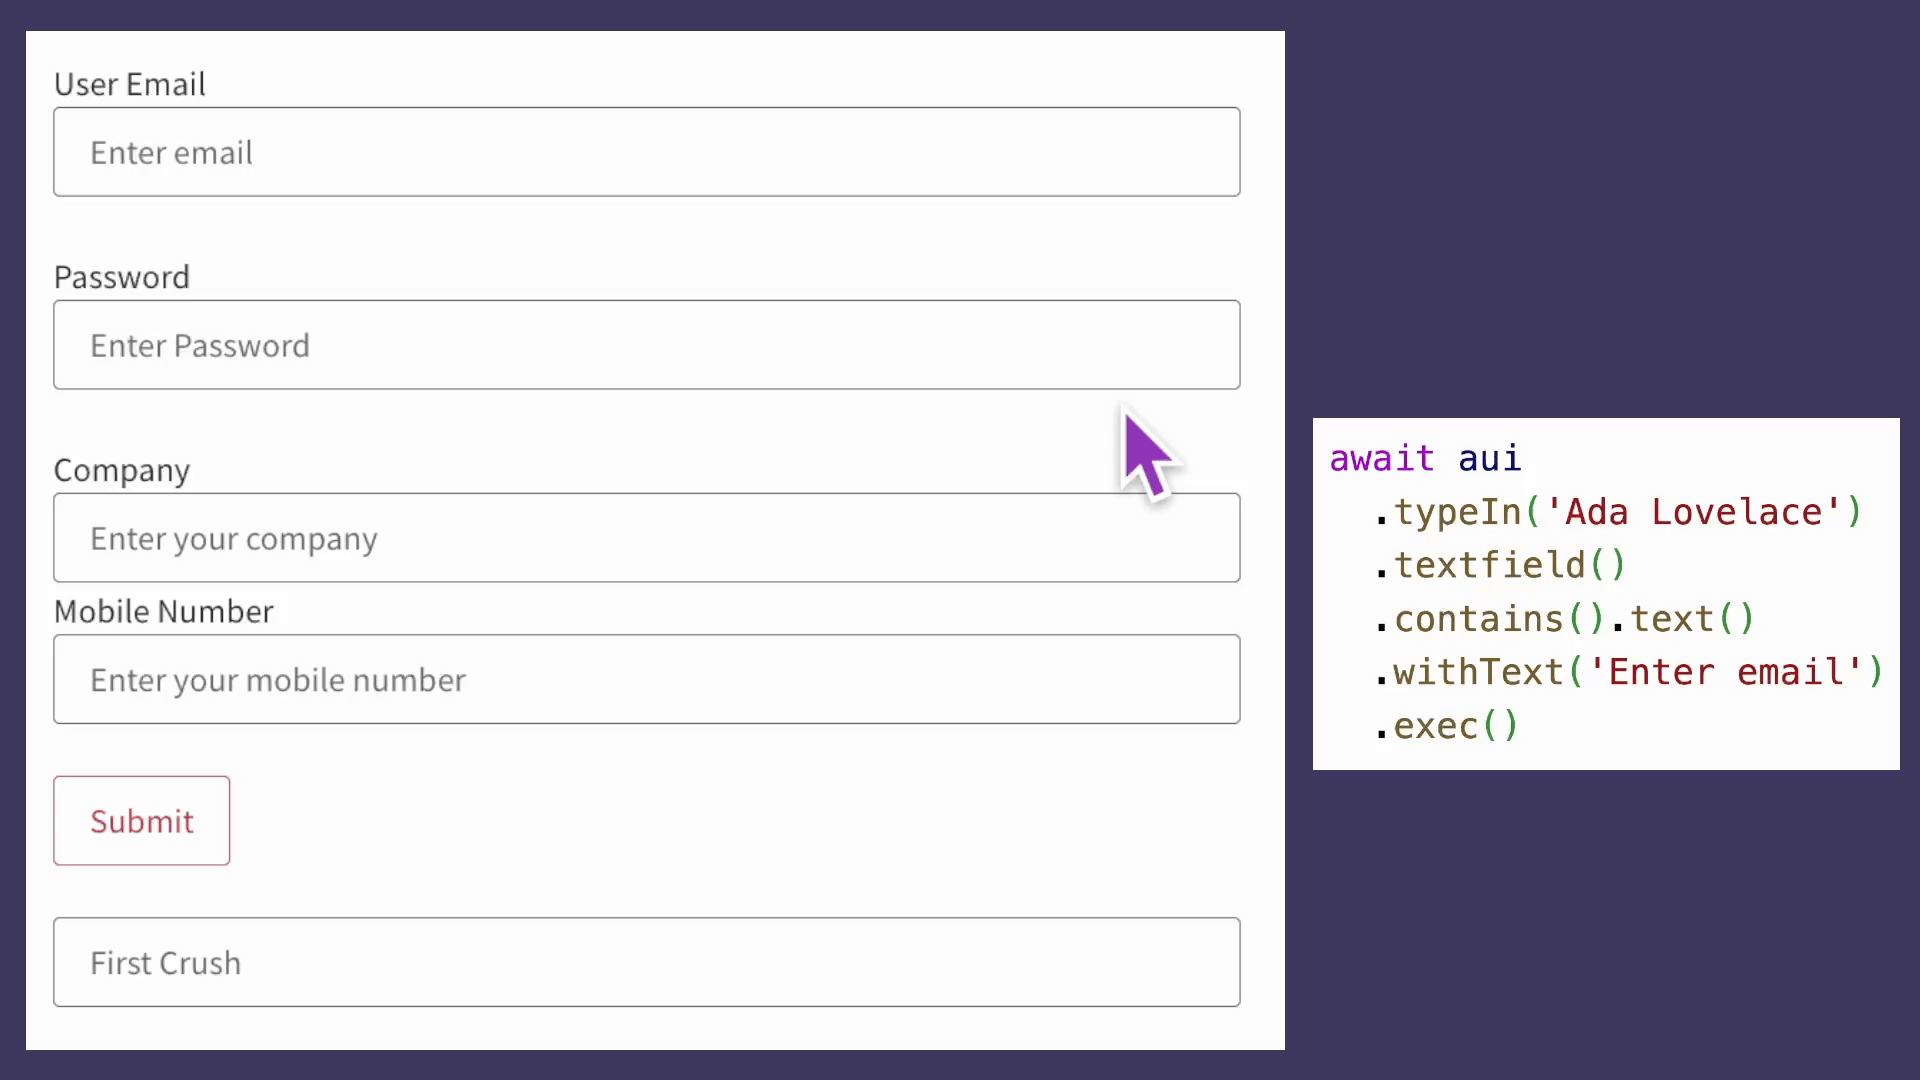 User Email
Enter email
Password
Enter Password
Company
Enter your company
Mobile Number
Enter your mobile number
Submit
First Crush
await aui
.typeIn('Ada Lovelace')
.textfield()
.contains().text()
.withText('Enter email')
.exec()